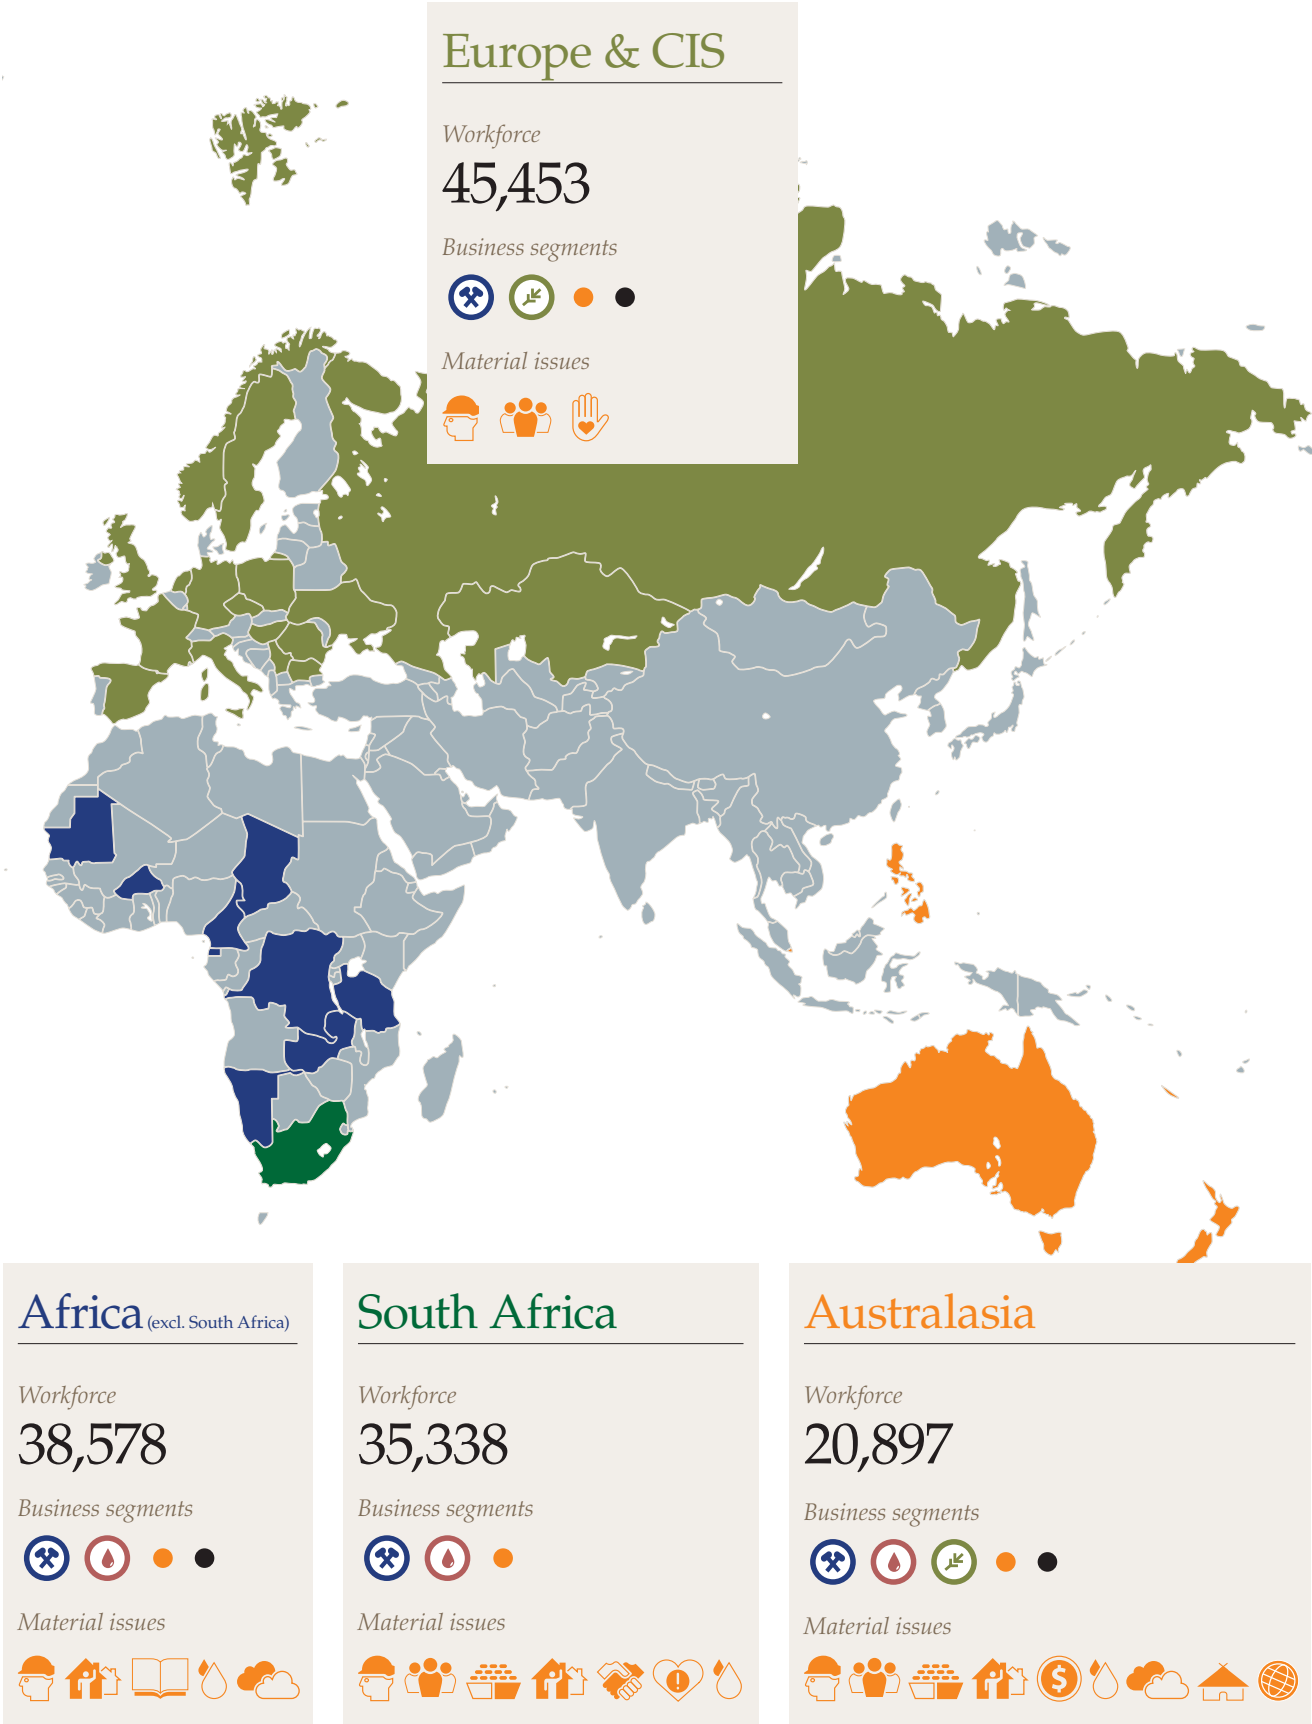 Europe & CIS
Workforce
45,453
Business segments
Material issues
Africa (excl. South Africa)
Workforce
38,578
Business segments
Material issues
South Africa
Workforce
35,338
Business segments
Material issues
Australasia
Workforce
20,897
Business segments
Material issues